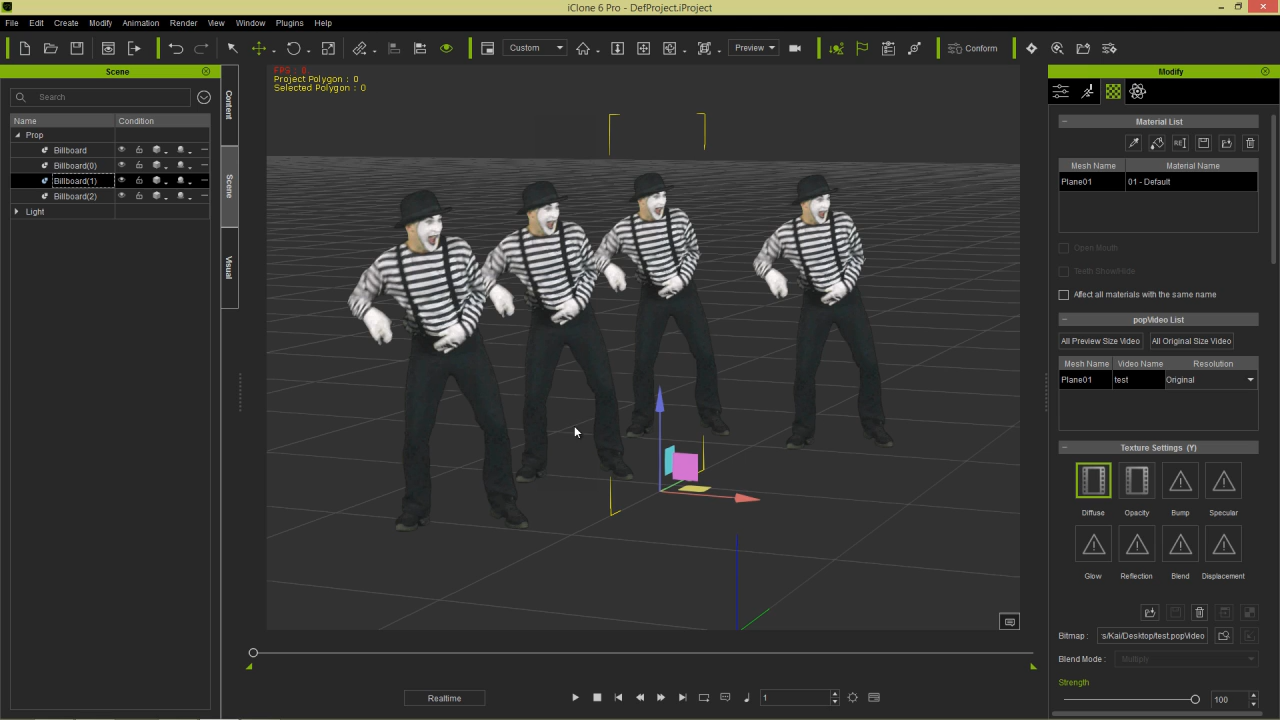 iClone 6 Pro - DefProject.iProject
File Edit Create Modify Animation Render View Window Plugins Help
Custom
Preview
Conform
Scene
Search
Name Condition
Prop
Billboard
Billboard(0)
Billboard(1)
Billboard(2)
Light
Content
Scene
Visual
FPS : 0
Project Polygon : 0
Selected Polygon : 0
Realtime
1
Modify
Material List
Mesh Name Material Name
Plane01 01 - Default
Open Mouth
Teeth Show/Hide
Affect all materials with the same name
popVideo List
All Preview Size Video All Original Size Video
Mesh Name Video Name Resolution
Plane01 test Original
Texture Settings (Y)
Diffuse Opacity Bump Specular
Glow Reflection Blend Displacement
Bitmap : s/Kai/Desktop/test.popVideo
Blend Mode : Multiply
Strength
100